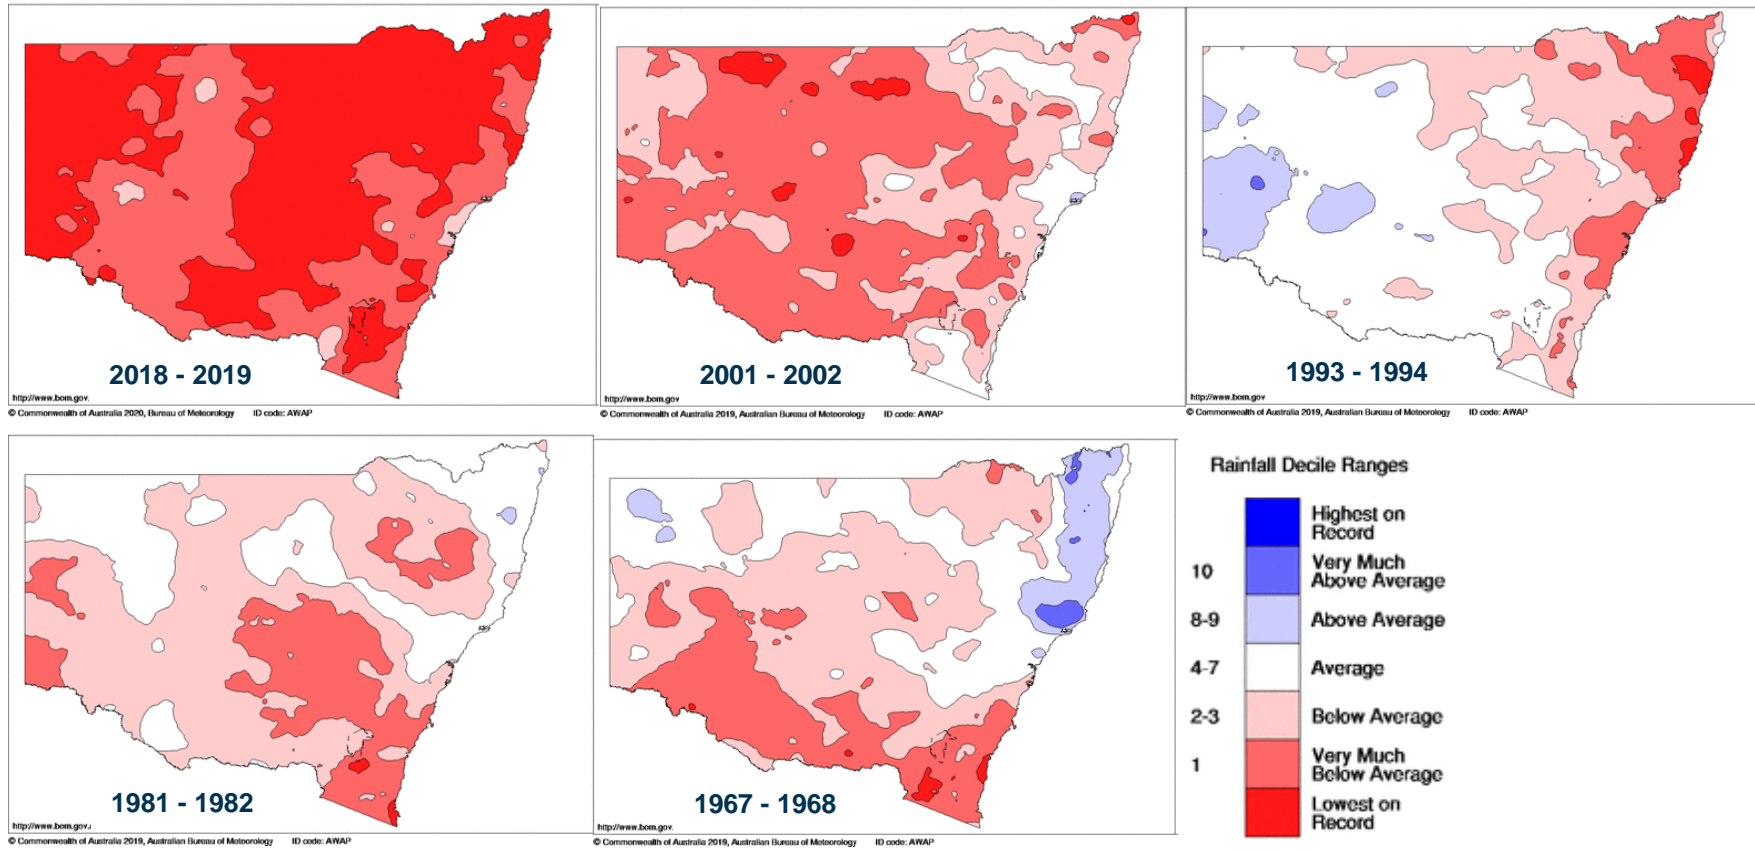 2018 - 2019
http://www.bom.gov.
© Commonwealth of Australia 2020, Bureau of Meteorology ID code: AWAP
2001 - 2002
http://www.bom.gov
© Commonwealth of Australia 2019, Australian Bureau of Meteorology ID code: AWAP
1993 - 1994
http://www.bom.gov
© Commonwealth of Australia 2019, Australian Bureau of Meteorology ID code: AWAP
1981 - 1982
http://www.bom.gov.
© Commonwealth of Australia 2019, Australian Bureau of Meteorology ID code: AWAP
1967 - 1968
http://www.bom.gov.
© Commonwealth of Australia 2019, Australian Bureau of Meteorology ID code: AWAP
Rainfall Decile Ranges
Highest on
Record
10 Very Much
Above Average
8-9 Above Average
4-7 Average
2-3 Below Average
1 Very Much
Below Average
Lowest on
Record